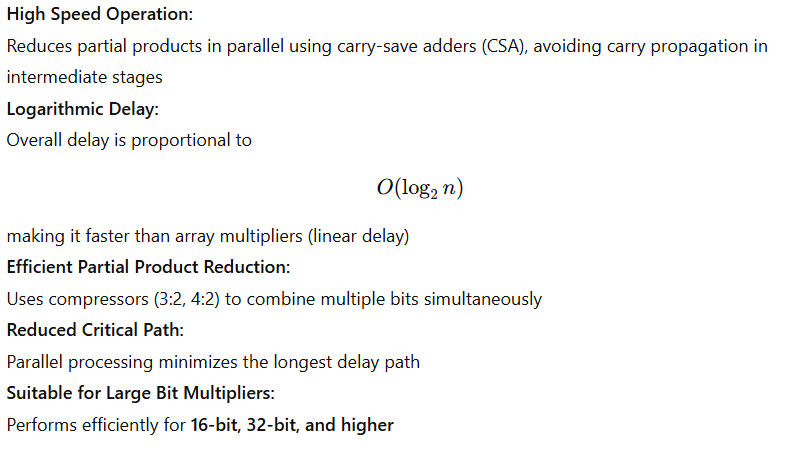 High Speed Operation:
Reduces partial products in parallel using carry-save adders (CSA), avoiding carry propagation in
intermediate stages
Logarithmic Delay:
Overall delay is proportional to
O(log₂ n)
making it faster than array multipliers (linear delay)
Efficient Partial Product Reduction:
Uses compressors (3:2, 4:2) to combine multiple bits simultaneously
Reduced Critical Path:
Parallel processing minimizes the longest delay path
Suitable for Large Bit Multipliers:
Performs efficiently for 16-bit, 32-bit, and higher